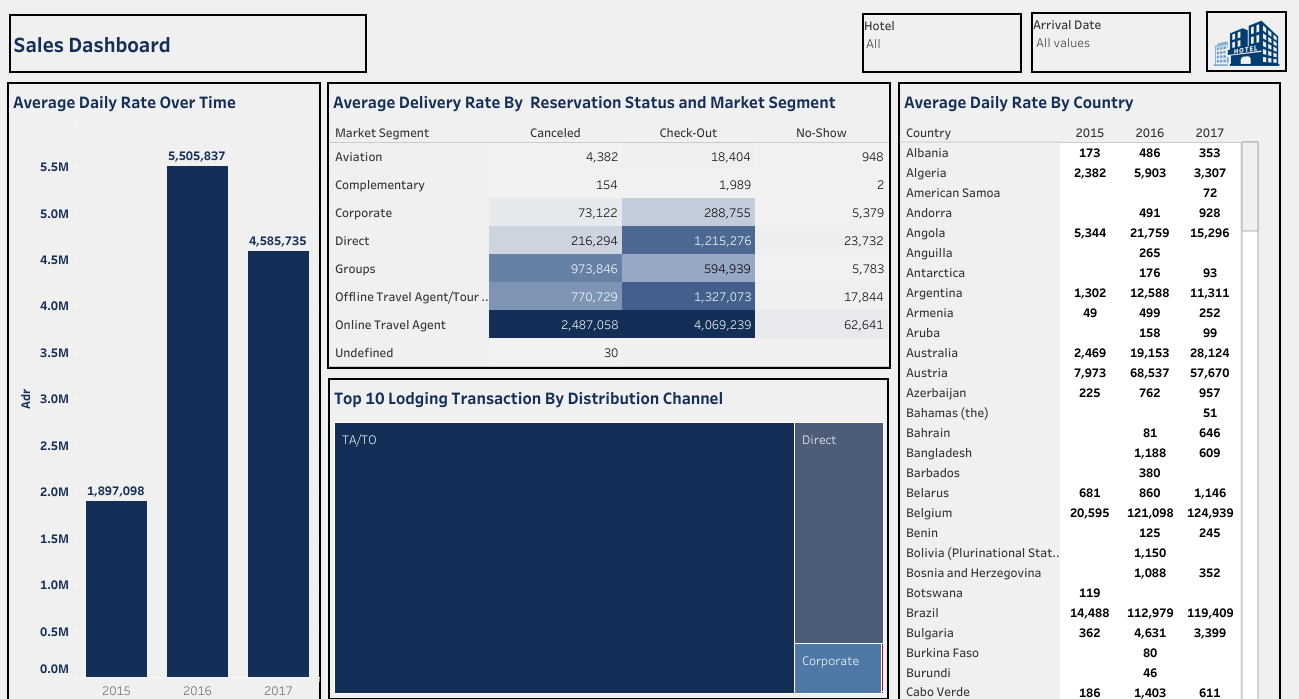 Sales Dashboard
Hotel
All
Arrival Date
All values
HOTEL
Average Daily Rate Over Time
5.5M
5.0M
4.5M
4.0M
3.5M
3.0M
2.5M
2.0M
1.5M
1.0M
0.5M
0.0M
Adr
1,897,098
5,505,837
4,585,735
2015 2016 2017
Average Delivery Rate By Reservation Status and Market Segment
Market Segment Canceled Check-Out No-Show
Aviation 4,382 18,404 948
Complementary 154 1,989 2
Corporate 73,122 288,755 5,379
Direct 216,294 1,215,276 23,732
Groups 973,846 594,939 5,783
Offline Travel Agent/Tour .. 770,729 1,327,073 17,844
Online Travel Agent 2,487,058 4,069,239 62,641
Undefined 30
Top 10 Lodging Transaction By Distribution Channel
TA/TO
Direct
Corporate
Average Daily Rate By Country
Country 2015 2016 2017
Albania 173 486 353
Algeria 2,382 5,903 3,307
American Samoa 72
Andorra 491 928
Angola 5,344 21,759 15,296
Anguilla 265
Antarctica 176 93
Argentina 1,302 12,588 11,311
Armenia 49 499 252
Aruba 158 99
Australia 2,469 19,153 28,124
Austria 7,973 68,537 57,670
Azerbaijan 225 762 957
Bahamas (the) 51
Bahrain 81 646
Bangladesh 1,188 609
Barbados 380
Belarus 681 860 1,146
Belgium 20,595 121,098 124,939
Benin 125 245
Bolivia (Plurinational Stat.. 1,150
Bosnia and Herzegovina 1,088 352
Botswana 119
Brazil 14,488 112,979 119,409
Bulgaria 362 4,631 3,399
Burkina Faso 80
Burundi 46
Cabo Verde 186 1,403 611